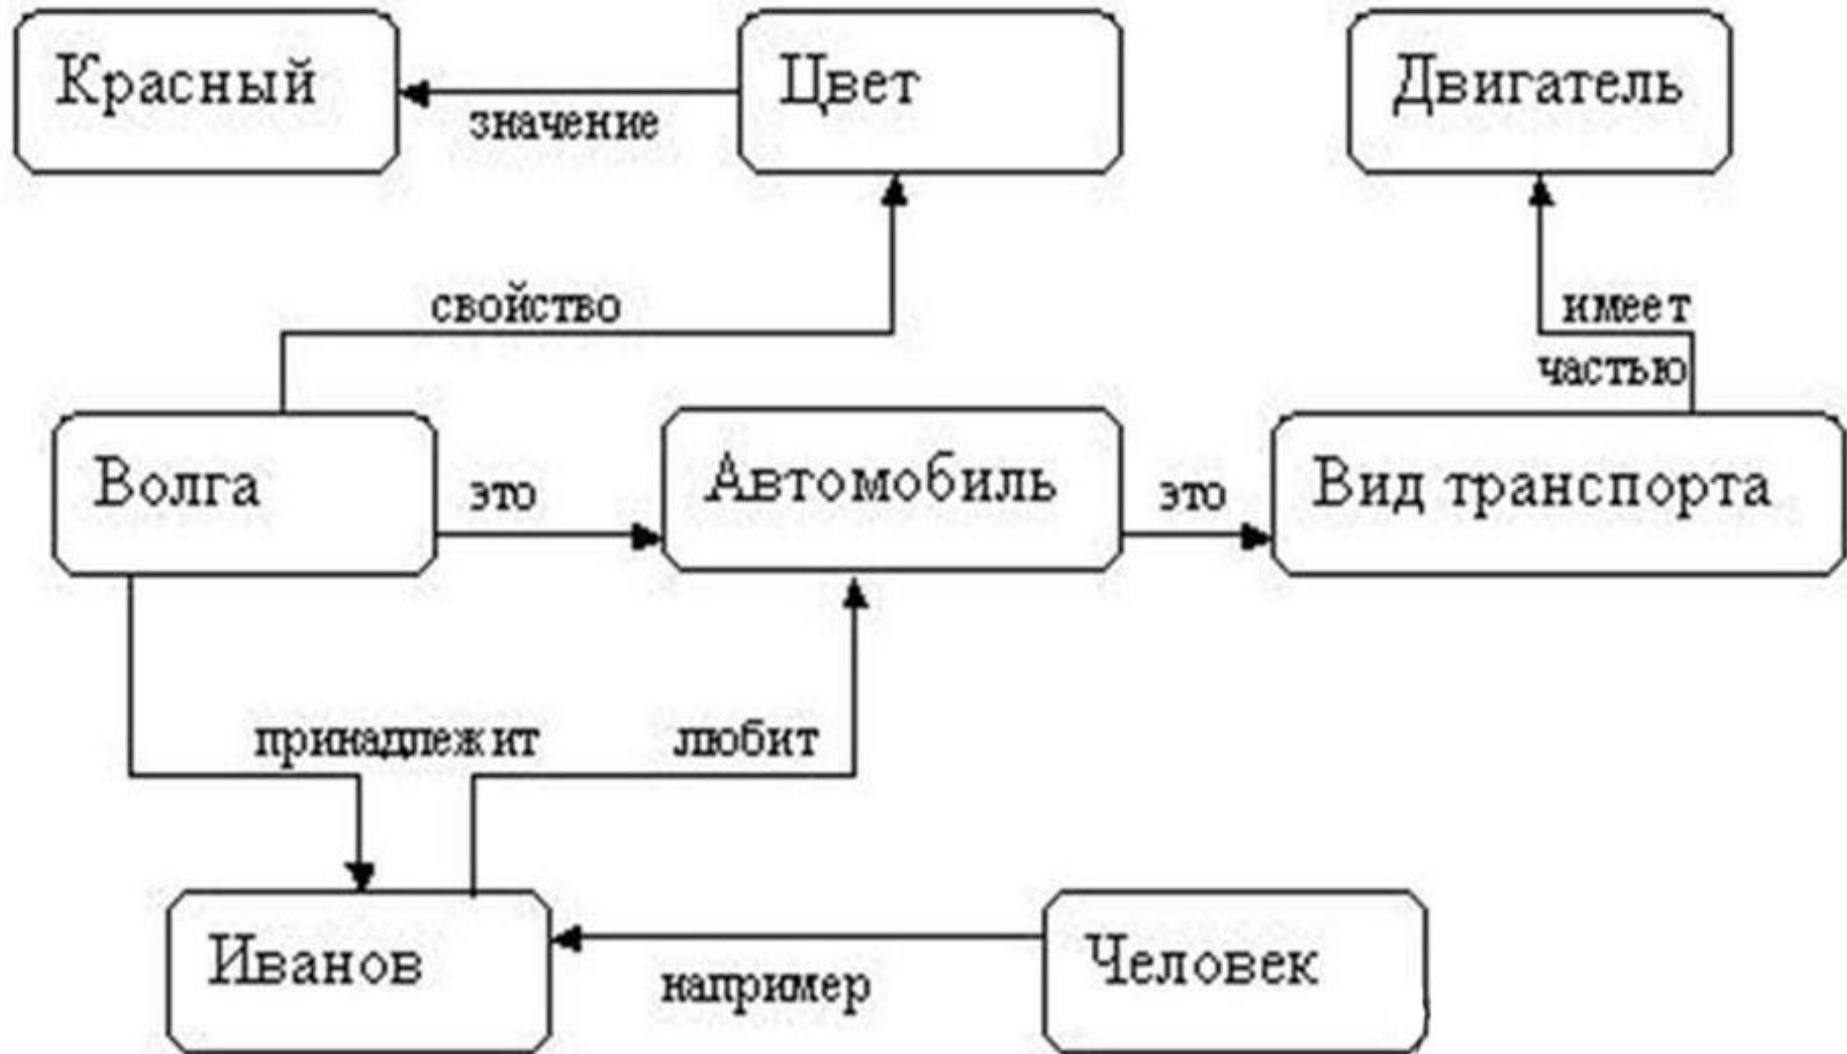 Красный
значение
Цвет
Двигатель
свойство
имеет
частью
Волга
это
Автомобиль
это
Вид транспорта
принадлежит
любит
Иванов
например
Человек